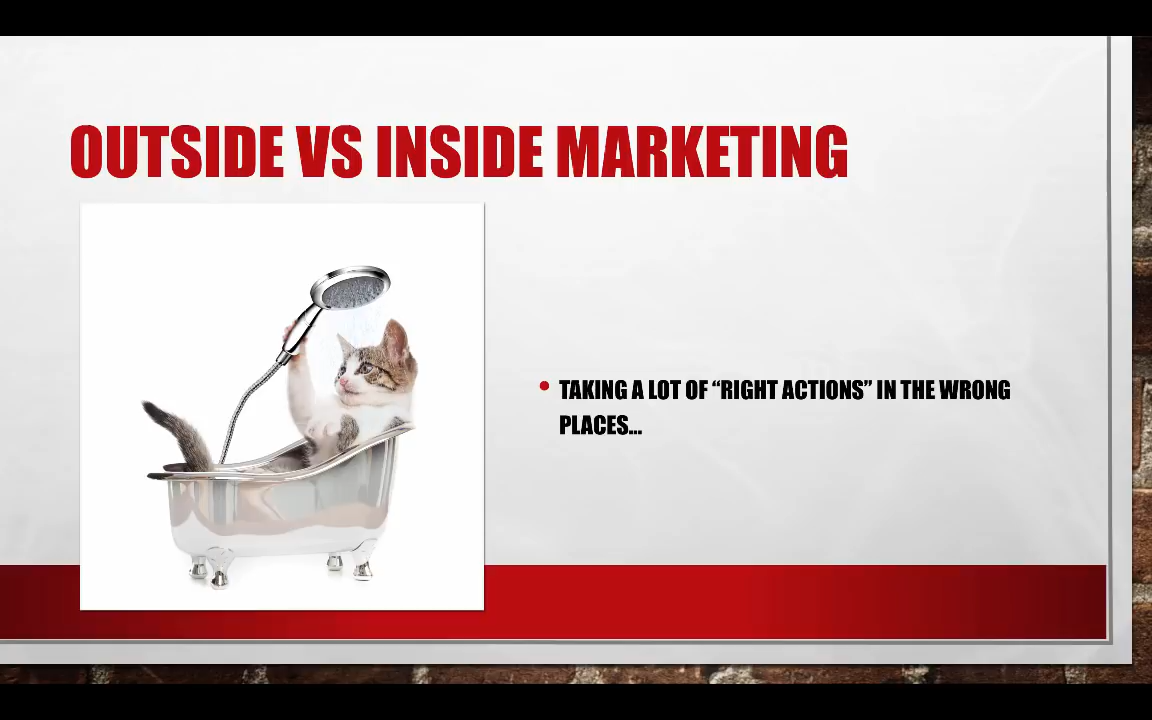 OUTSIDE VS INSIDE MARKETING
• TAKING A LOT OF “RIGHT ACTIONS” IN THE WRONG
PLACES…